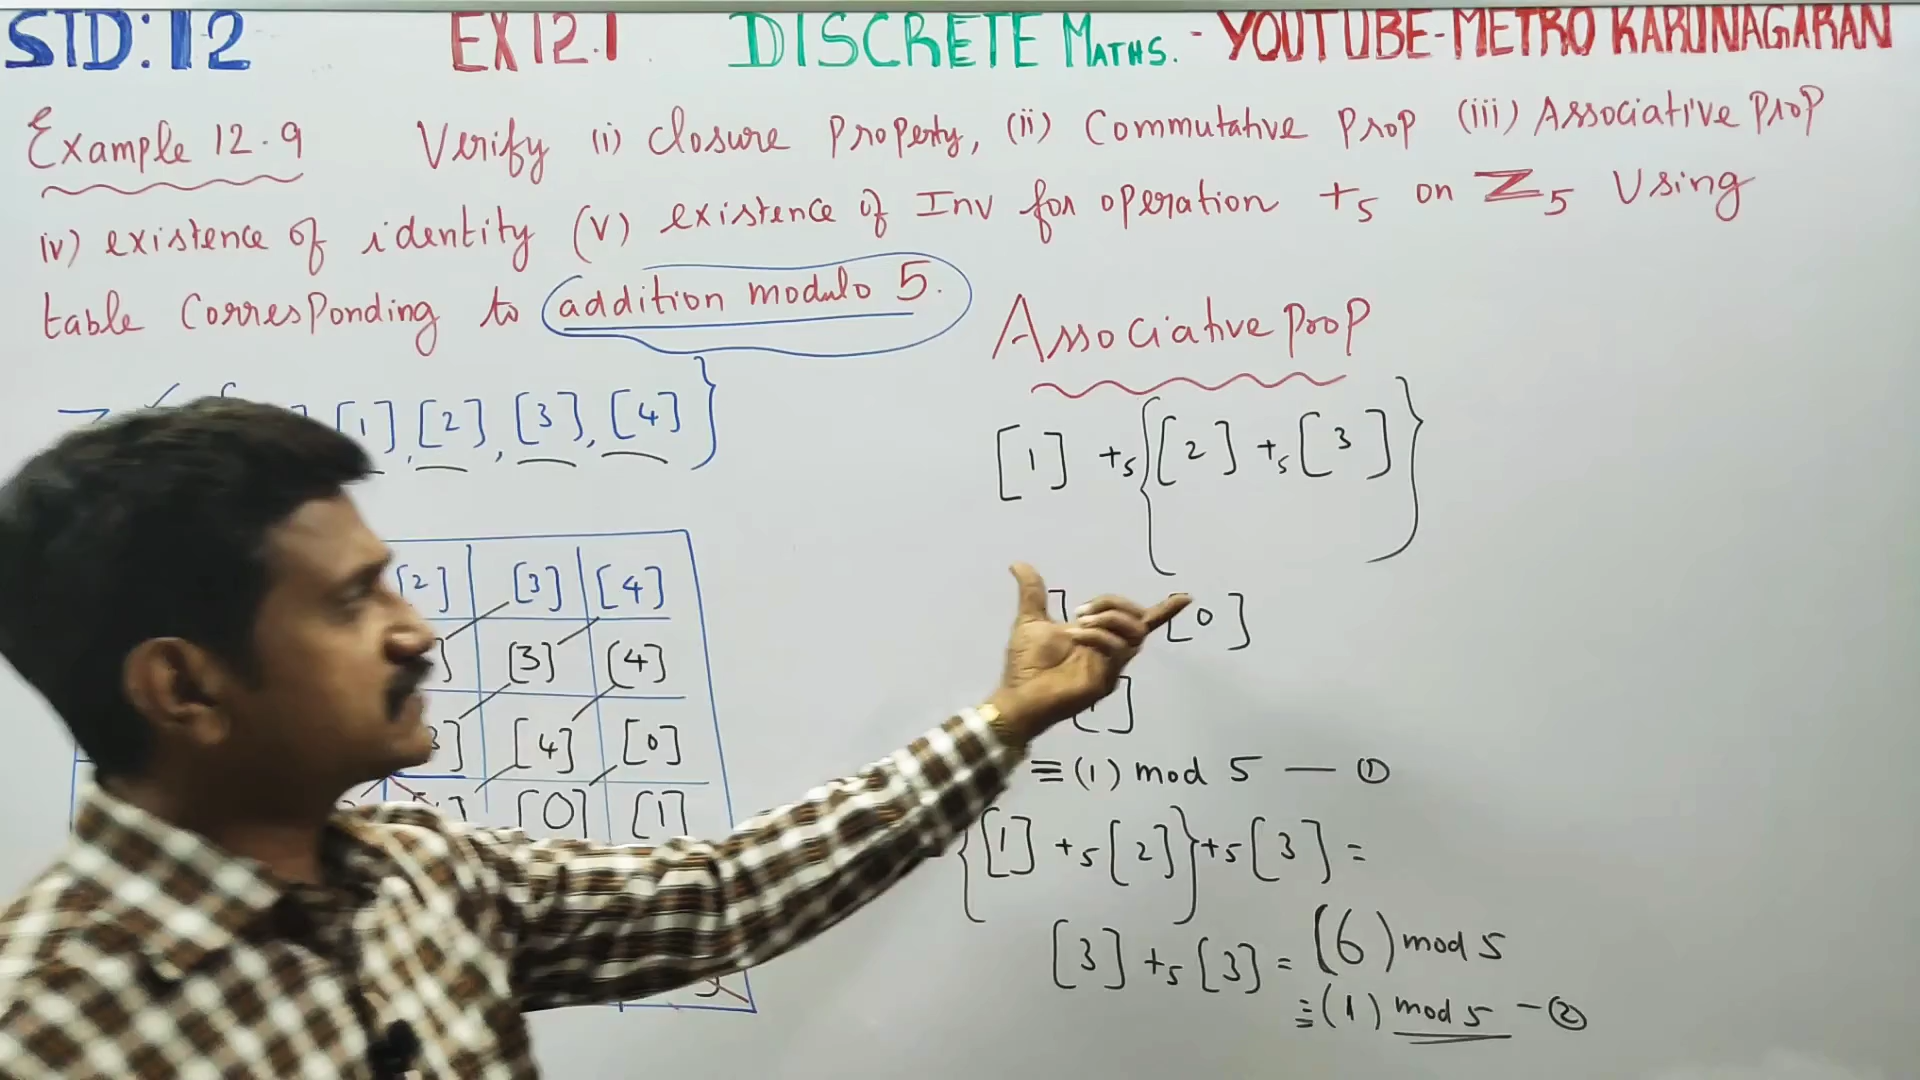 STD: 12 EX 12.1 DISCRETE MATHS. - YOUTUBE-METRO KARUNAGARAN
Example 12.9 Verify (i) Closure Property, (ii) Commutative Prop (iii) Associative Prop
iv) existence of identity (v) existence of Inv for operation +5 on Z5 Using
table Corresponding to addition modulo 5.
Associative prop
[1], [2], [3], [4] }
[1] +5 { [2] +5 [3] }
[2] [3] [4]
[0]
[3] [4]
[4] [0]
≡ (1) mod 5 — ①
[0] [1]
{ [1] +5 [2] } +5 [3] =
[3] +5 [3] = (6) mod 5
≡ (1) mod 5 — ②